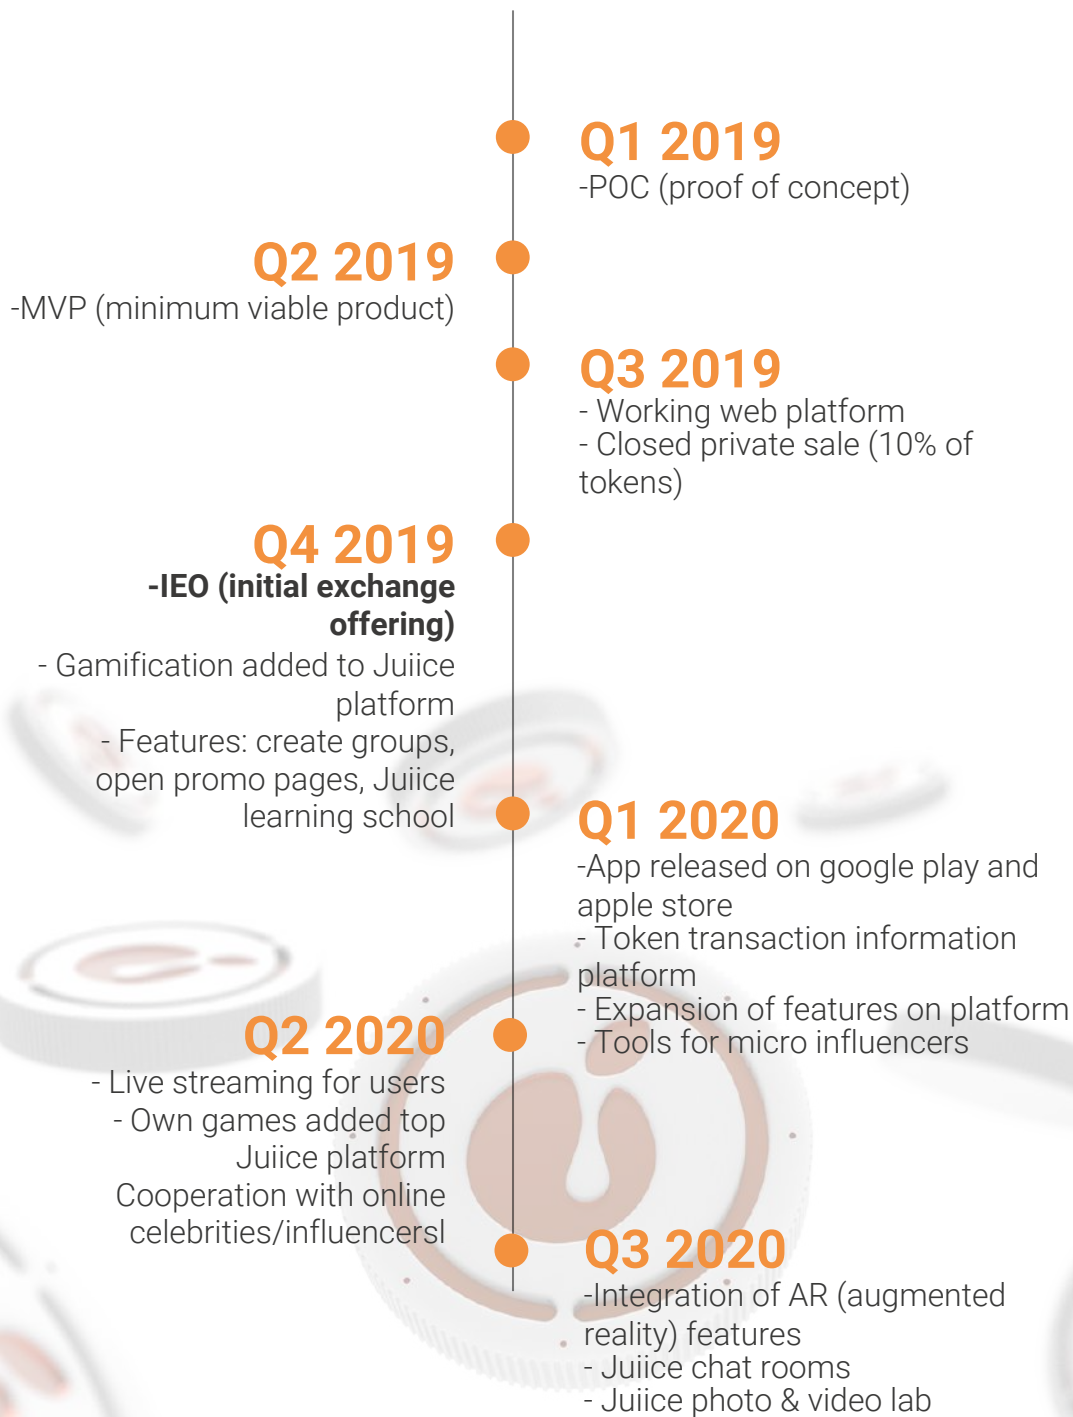 Q1 2019
-POC (proof of concept)
Q2 2019
-MVP (minimum viable product)
Q3 2019
- Working web platform
- Closed private sale (10% of
tokens)
Q4 2019
-IEO (initial exchange
offering)
- Gamification added to Juiice
platform
- Features: create groups,
open promo pages, Juiice
learning school
Q1 2020
-App released on google play and
apple store
- Token transaction information
platform
- Expansion of features on platform
- Tools for micro influencers
Q2 2020
- Live streaming for users
- Own games added top
Juiice platform
Cooperation with online
celebrities/influencersl
Q3 2020
-Integration of AR (augmented
reality) features
- Juiice chat rooms
- Juiice photo & video lab